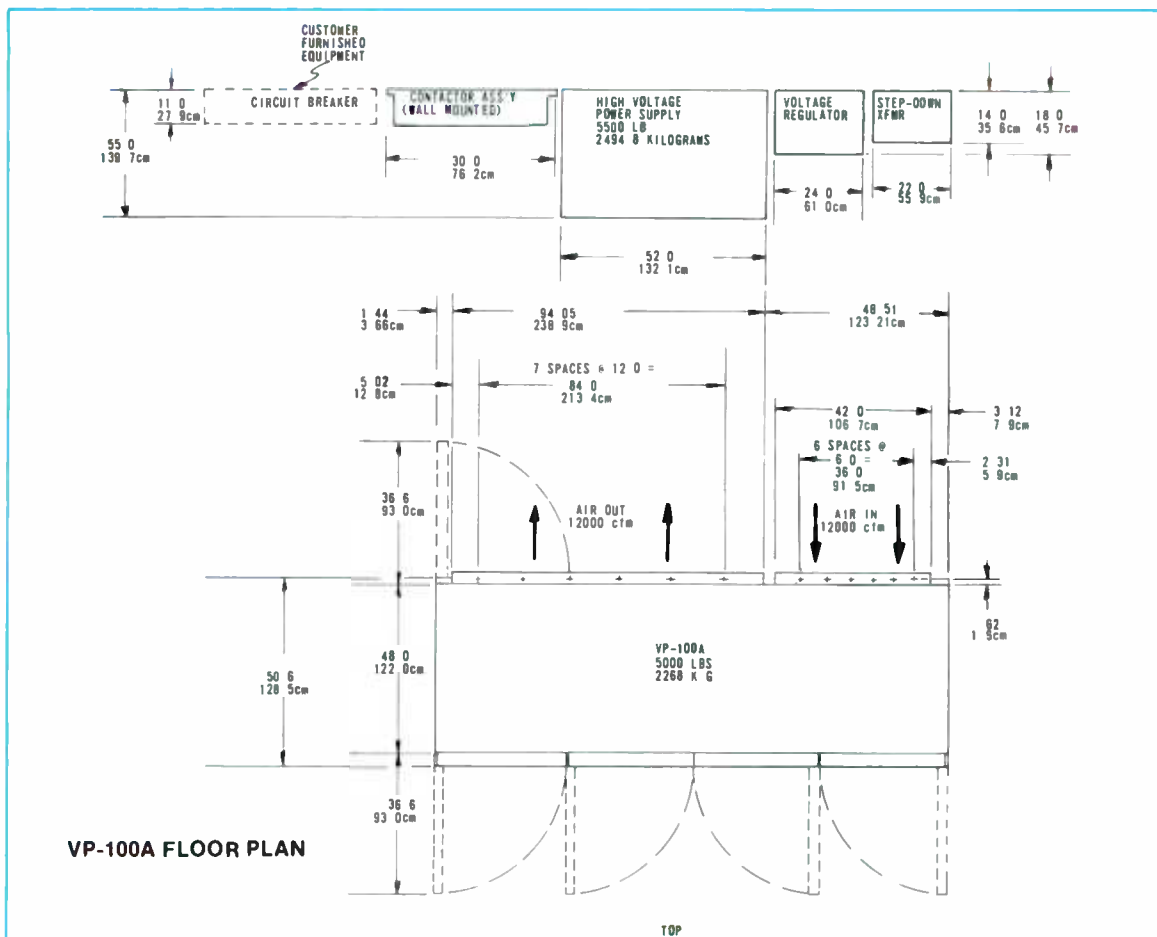 CUSTOMER
FURNISHED
EQUIPMENT
11 0
27 9cm
CIRCUIT BREAKER
CONTACTOR ASS'Y
(WALL MOUNTED)
HIGH VOLTAGE
POWER SUPPLY
5500 LB
2494 8 KILOGRAMS
VOLTAGE
REGULATOR
STEP-DOWN
XFMR
14 0
35 6cm
18 0
45 7cm
55 0
139 7cm
30 0
76 2cm
24 0
61 0cm
22 0
55 9cm
52 0
132 1cm
1 44
3 66cm
94 05
238 9cm
48 51
123 21cm
7 SPACES @ 12 0 =
84 0
213 4cm
5 02
12 8cm
42 0
106 7cm
3 12
7 9cm
6 SPACES @
6 0 =
36 0
91 5cm
2 31
5 9cm
36 6
93 0cm
AIR OUT
12000 cfm
AIR IN
12000 cfm
62
1 5cm
VP-100A
5000 LBS
2268 K G
48 0
122 0cm
50 6
128 5cm
36 6
93 0cm
VP-100A FLOOR PLAN
TOP